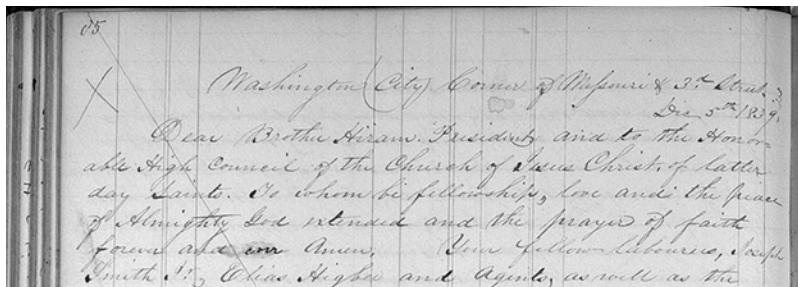 85
Washington City Corner of Missouri & 3rd Street
Dec 5th 1839.
Dear Brother Hiram President, and to the Honor-
able High Council of the Church of Jesus Christ, of latter
day Saints. To whom be fellowship, love and the peace
of Almighty God extended and the prayer of faith
forever and ever Amen. Your fellow labourers, Joseph
Smith Jr., Elias Higbee and Agents, as well as the